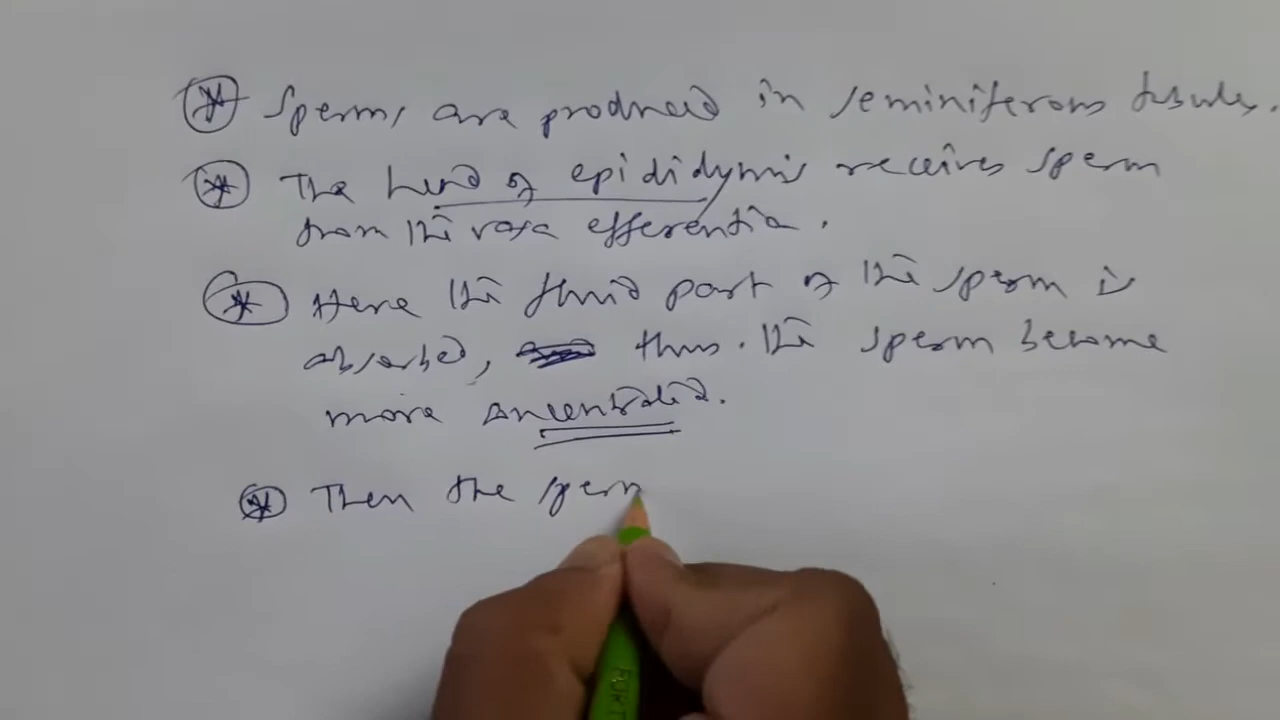 Sperms are produced in seminiferous tubules.
The head of epididymis receives sperm
from the vasa efferentia.
Here the fluid part of the sperm is
absorbed, thus the sperm become
more concentrated.
Then the sperm